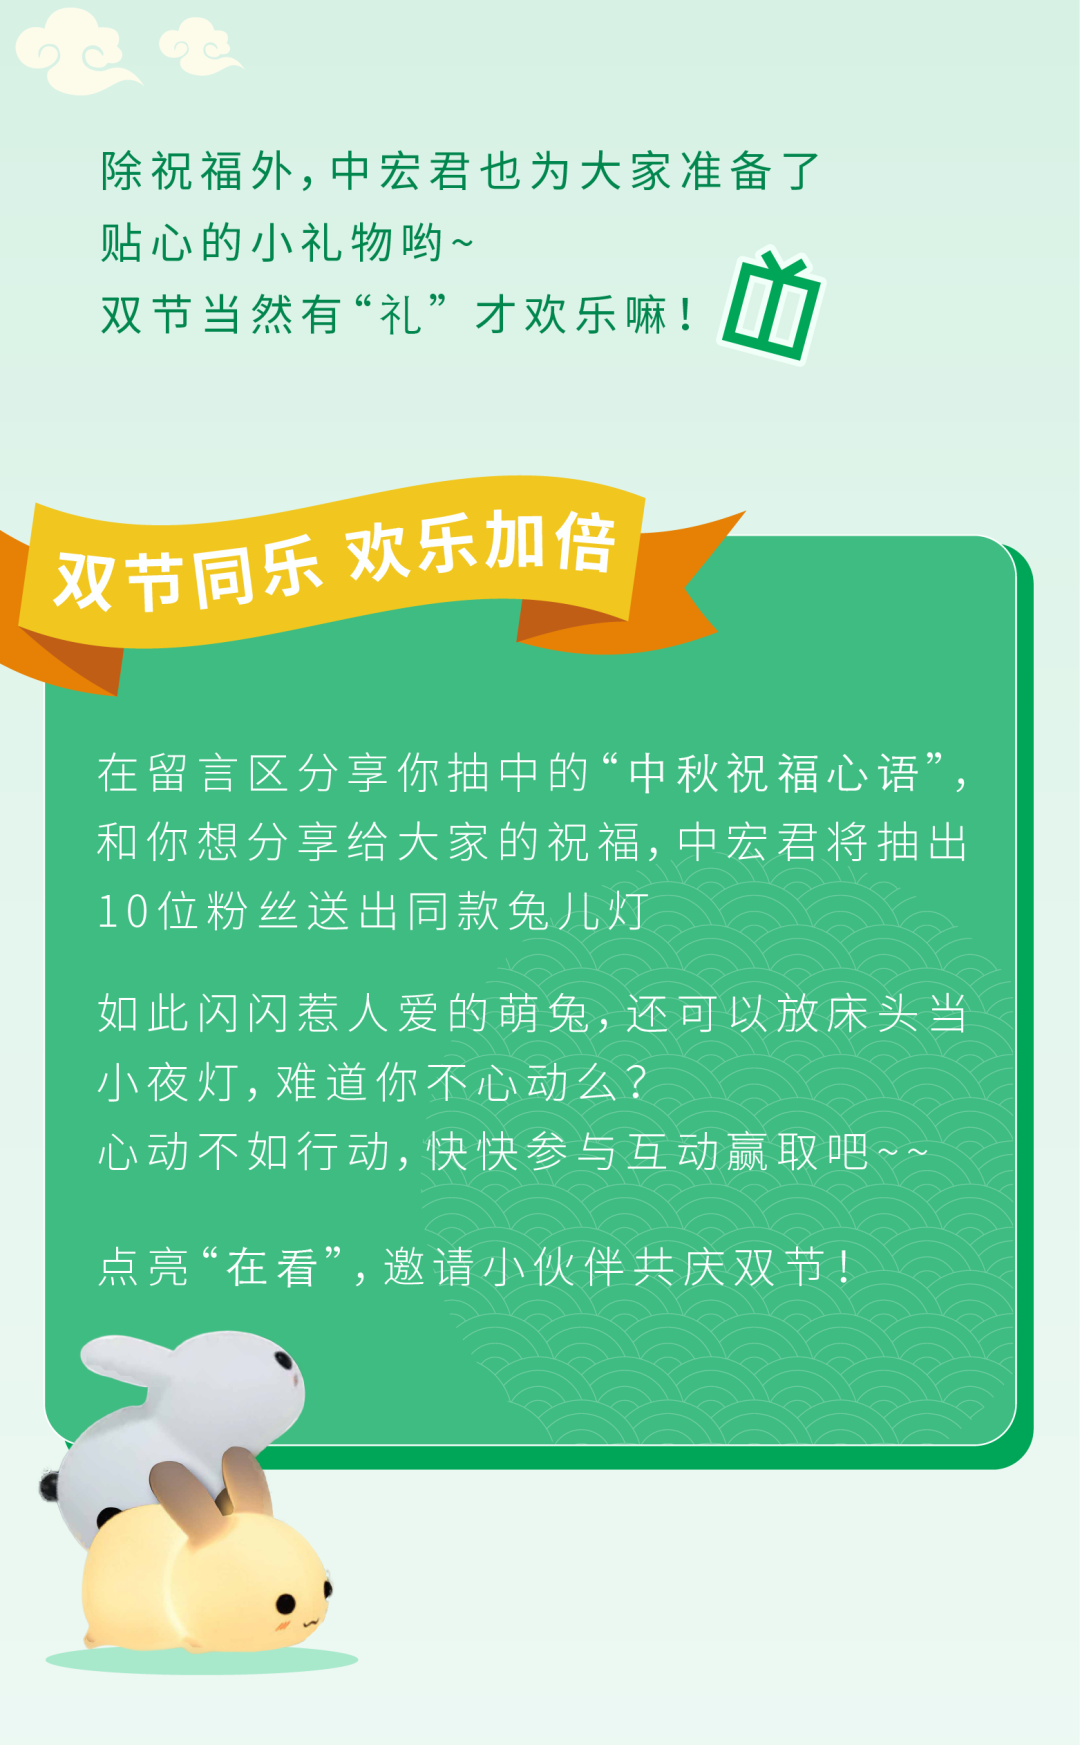 除祝福外，中宏君也为大家准备了
贴心的小礼物哟~
双节当然有“礼” 才欢乐嘛！
双节同乐 欢乐加倍
在留言区分享你抽中的“中秋祝福心语”，
和你想分享给大家的祝福，中宏君将抽出
10位粉丝送出同款兔儿灯
如此闪闪惹人爱的萌兔，还可以放床头当
小夜灯，难道你不心动么？
心动不如行动，快快参与互动赢取吧~~
点亮“在看”，邀请小伙伴共庆双节！